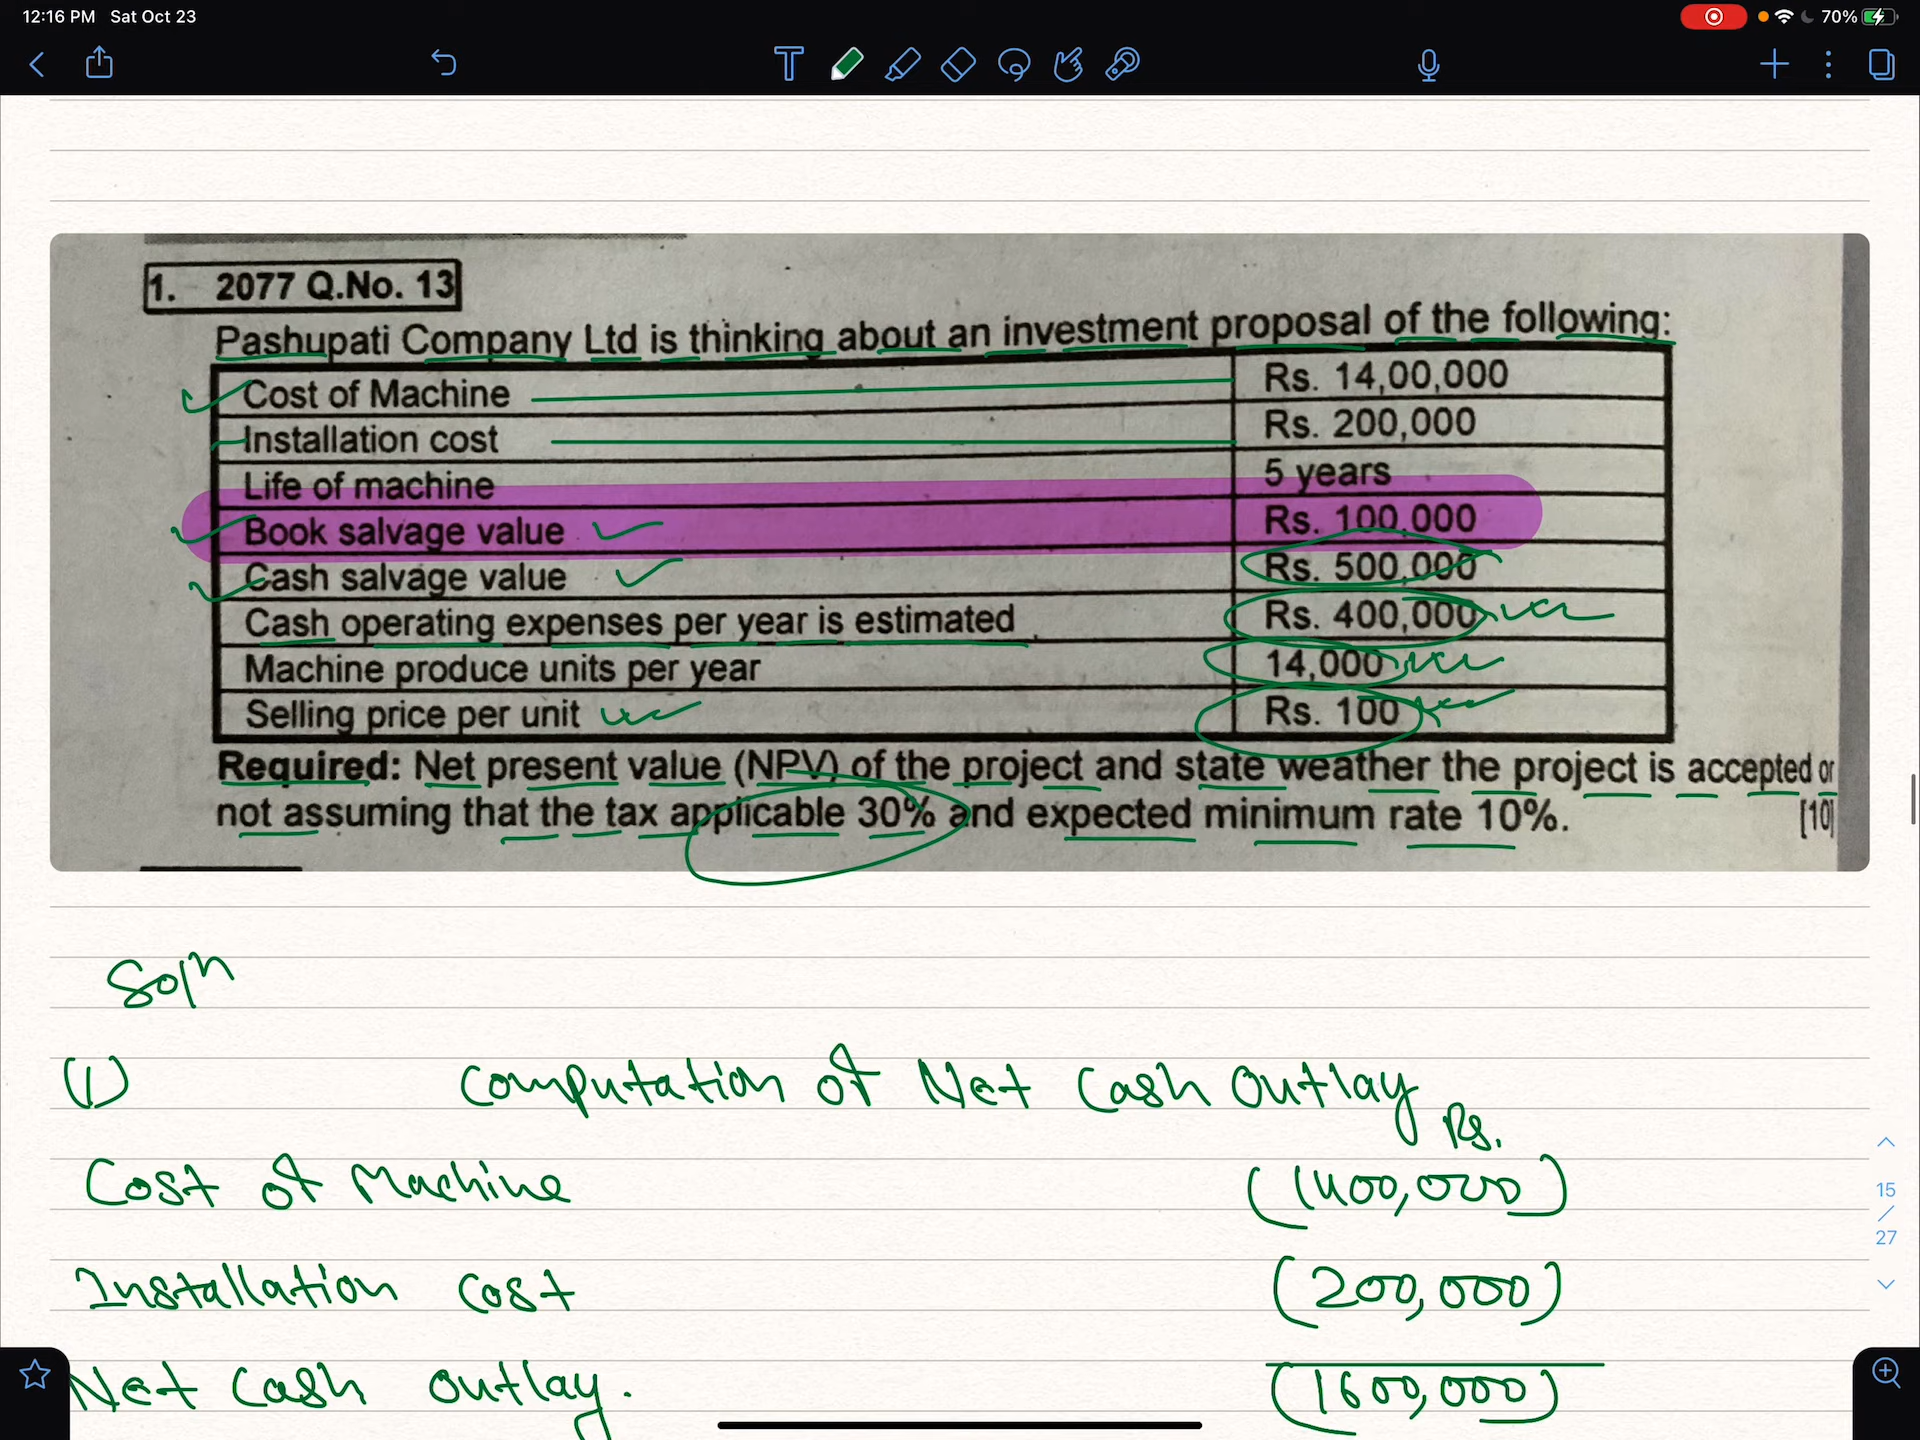 12:16 PM Sat Oct 23
70%
T
1. 2077 Q.No. 13
Pashupati Company Ltd is thinking about an investment proposal of the following:
Cost of Machine Rs. 14,00,000
Installation cost Rs. 200,000
Life of machine 5 years
Book salvage value Rs. 100,000
Cash salvage value Rs. 500,000
Cash operating expenses per year is estimated Rs. 400,000
Machine produce units per year 14,000
Selling price per unit Rs. 100
Required: Net present value (NPV) of the project and state weather the project is accepted or
not assuming that the tax applicable 30% and expected minimum rate 10%. [10]
Soln
(1) Computation of Net Cash Outlay
Rs.
Cost of Machine (1400,000)
Installation cost (200,000)
Net Cash Outlay. (1600,000)
15
/
27